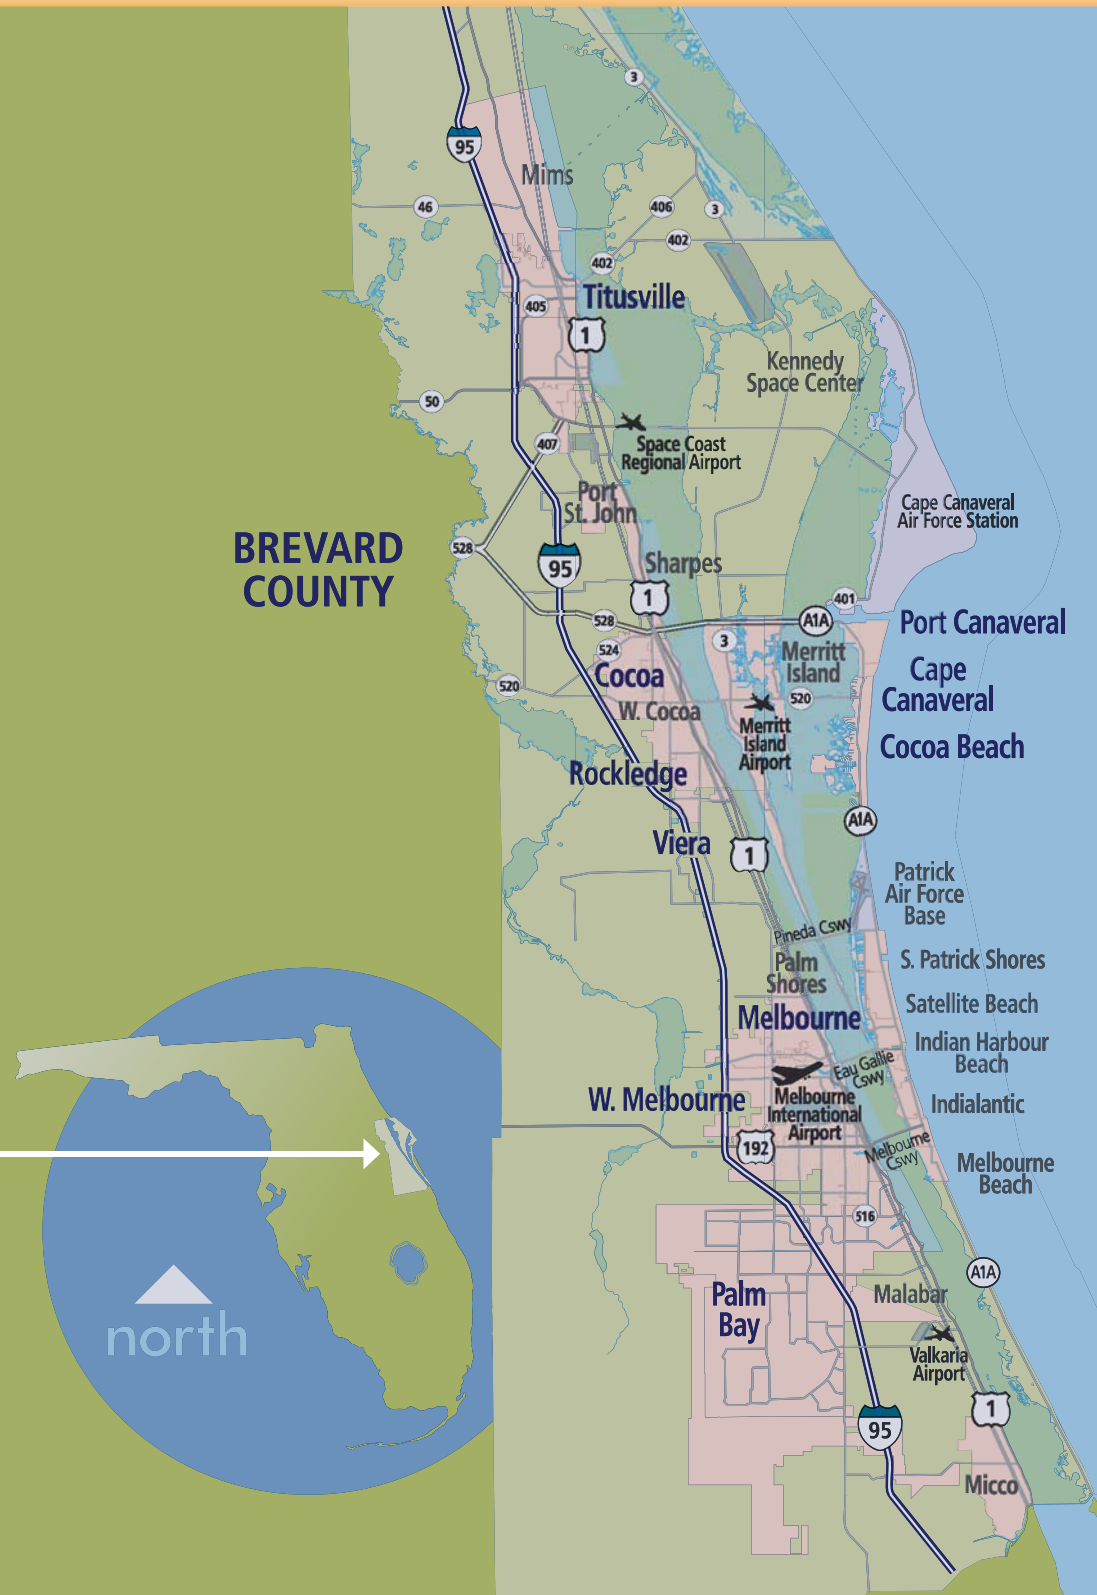 3
95
Mims
46
406
3
402
402
Titusville
405
1
Kennedy
Space Center
50
407
Space Coast
Regional Airport
Port
St. John
Cape Canaveral
Air Force Station
BREVARD
COUNTY
528
95
Sharpes
1
401
528
A1A
Port Canaveral
3
524
Merritt
Island
Cocoa
Cape
Canaveral
520
520
W. Cocoa
Merritt
Island
Airport
Cocoa Beach
Rockledge
A1A
Viera
1
Patrick
Air Force
Base
Pineda Cswy
S. Patrick Shores
Palm
Shores
Satellite Beach
Melbourne
Indian Harbour
Beach
Eau Gallie
Cswy
W. Melbourne
Melbourne
International
Airport
Indialantic
192
Melbourne
Cswy
Melbourne
Beach
516
A1A
Palm
Bay
Malabar
north
Valkaria
Airport
1
95
Micco